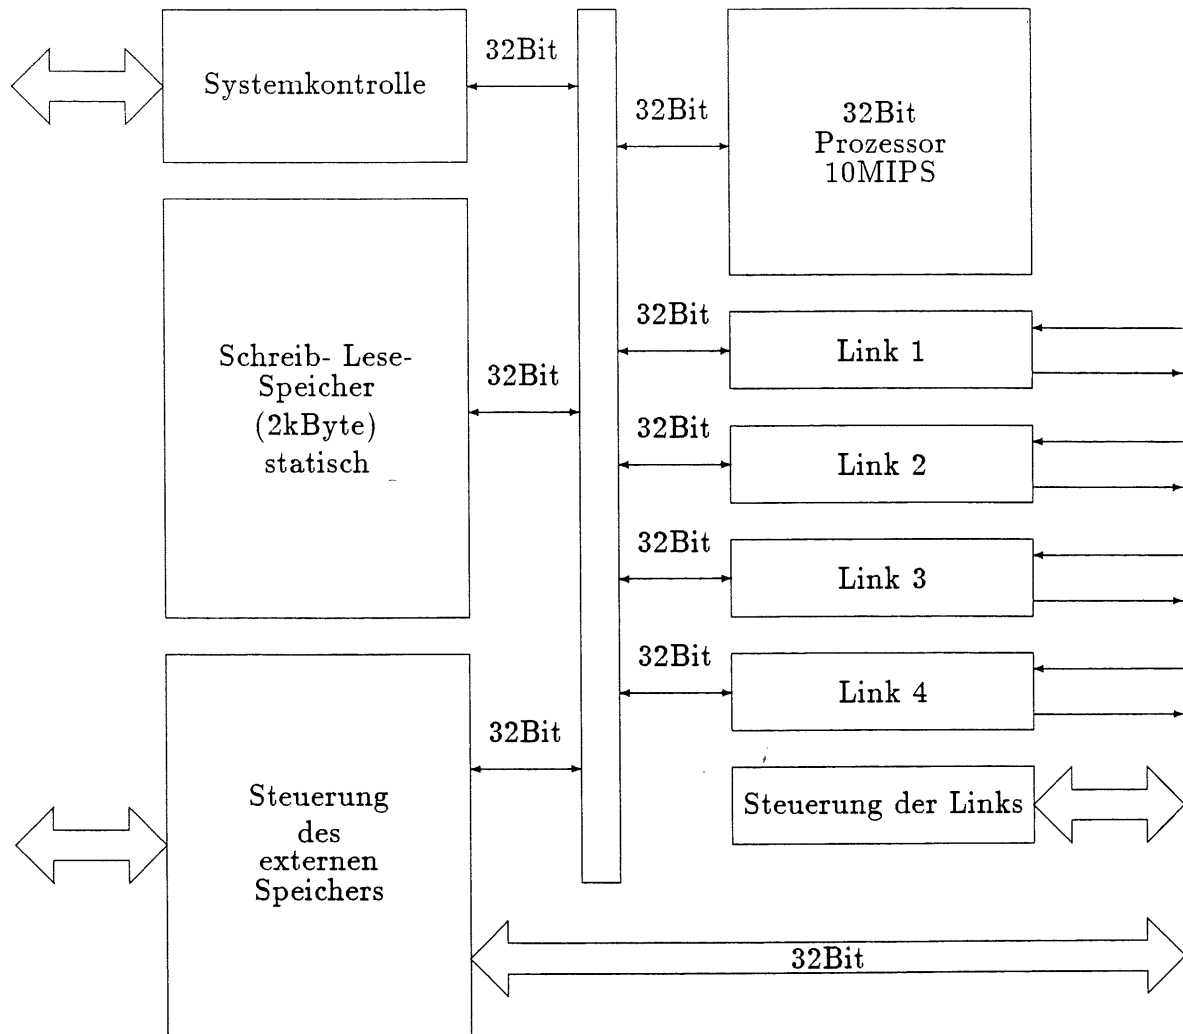 32Bit
Systemkontrolle
32Bit
32Bit
Prozessor
10MIPS
32Bit
Link 1
Schreib- Lese-
Speicher
(2kByte)
statisch
32Bit
32Bit
Link 2
32Bit
Link 3
32Bit
Link 4
32Bit
Steuerung
des
externen
Speichers
Steuerung der Links
32Bit